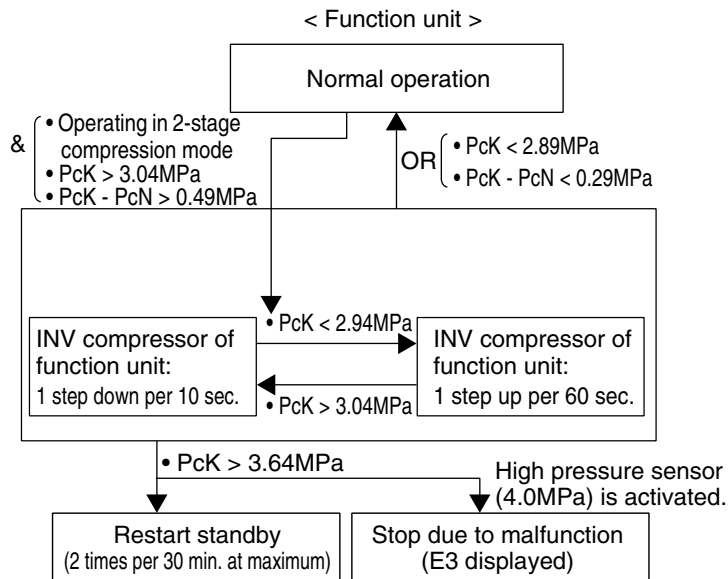 < Function unit >
Normal operation
&
• Operating in 2-stage
compression mode
• PcK > 3.04MPa
• PcK - PcN > 0.49MPa
OR
• PcK < 2.89MPa
• PcK - PcN < 0.29MPa
INV compressor of
function unit:
1 step down per 10 sec.
• PcK < 2.94MPa
• PcK > 3.04MPa
INV compressor of
function unit:
1 step up per 60 sec.
• PcK > 3.64MPa
High pressure sensor
(4.0MPa) is activated.
Restart standby
(2 times per 30 min. at maximum)
Stop due to malfunction
(E3 displayed)